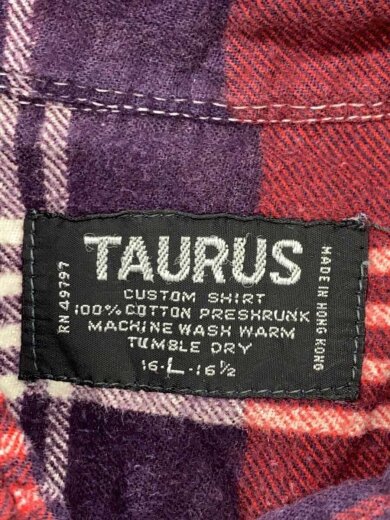 TAURUS
CUSTOM SHIRT
100% COTTON PRESHRUNK
MACHINE WASH WARM
TUMBLE DRY
16-L-16½
RN 49797
MADE IN HONG KONG